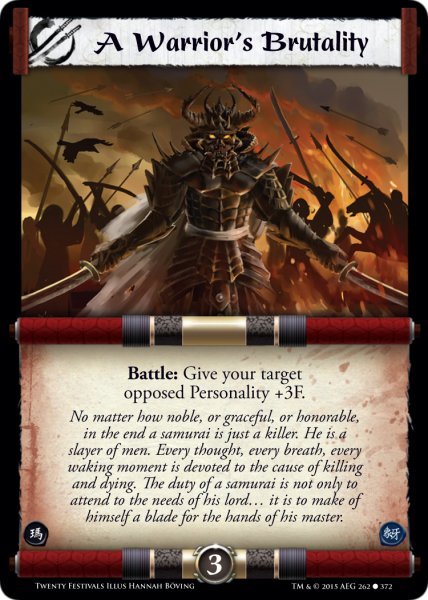 A Warrior's Brutality
Battle: Give your target
opposed Personality +3F.
No matter how noble, or graceful, or honorable,
in the end a samurai is just a killer. He is a
slayer of men. Every thought, every breath, every
waking moment is devoted to the cause of killing
and dying. The duty of a samurai is not only to
attend to the needs of his lord… it is to make of
himself a blade for the hands of his master.
瑪
象牙
3
Twenty Festivals Illus Hannah Böving
TM & © 2015 AEG 262 ● 372